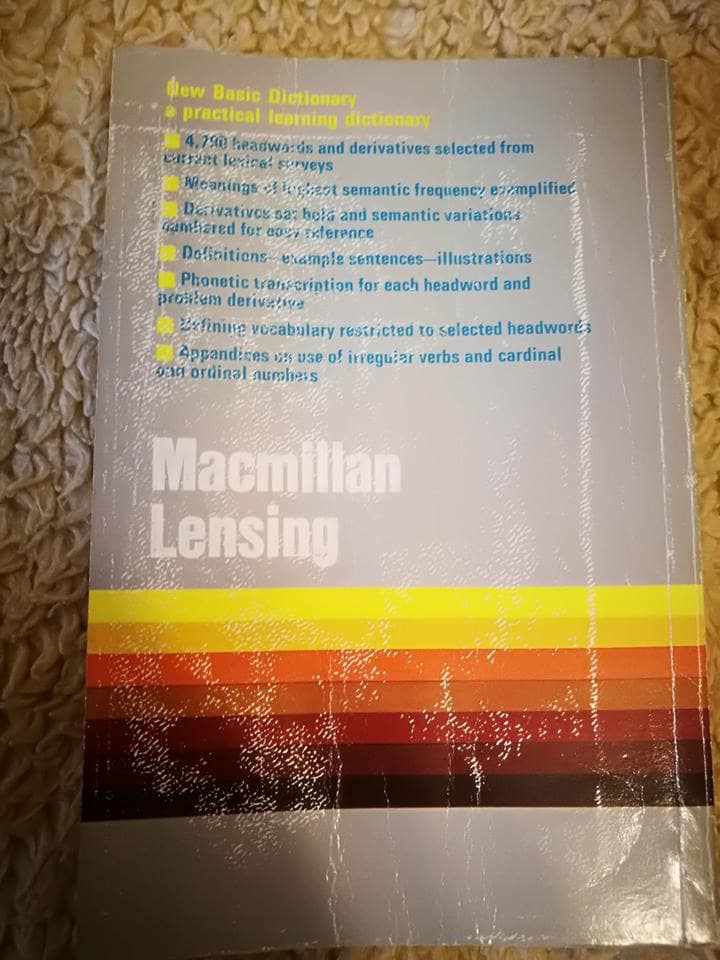 New Basic Dictionary
a practical learning dictionary
4,790 headwords and derivatives selected from
current lexical surveys
Meanings of highest semantic frequency exemplified
Derivatives set bold and semantic variations
numbered for easy reference
Definitions—example sentences—illustrations
Phonetic transcription for each headword and
problem derivative
Defining vocabulary restricted to selected headwords
Appendices on use of irregular verbs and cardinal
and ordinal numbers
Macmillan
Lensing